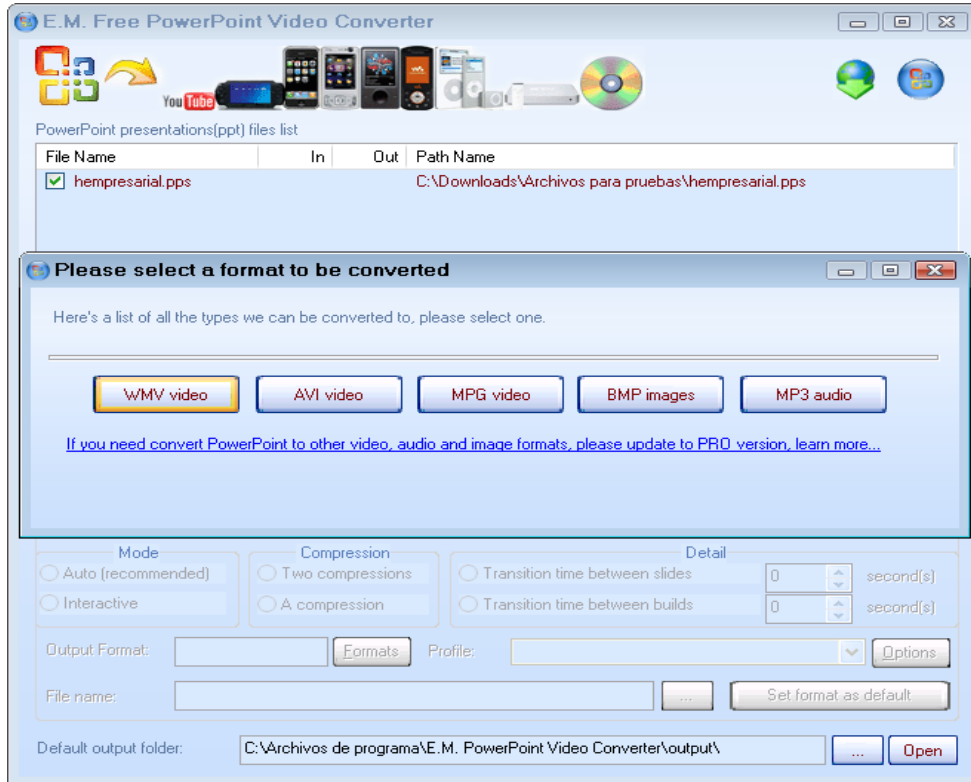 E.M. Free PowerPoint Video Converter
You Tube
PowerPoint presentations(ppt) files list
File Name In Out Path Name
hempresarial.pps C:\Downloads\Archivos para pruebas\hempresarial.pps
Please select a format to be converted
Here's a list of all the types we can be converted to, please select one.
WMV video AVI video MPG video BMP images MP3 audio
If you need convert PowerPoint to other video, audio and image formats, please update to PRO version, learn more...
Mode Compression Detail
Auto (recommended) Two compressions Transition time between slides 0 second(s)
Interactive A compression Transition time between builds 0 second(s)
Output Format: Formats Profile: Options
File name: ... Set format as default
Default output folder: C:\Archivos de programa\E.M. PowerPoint Video Converter\output\ ... Open